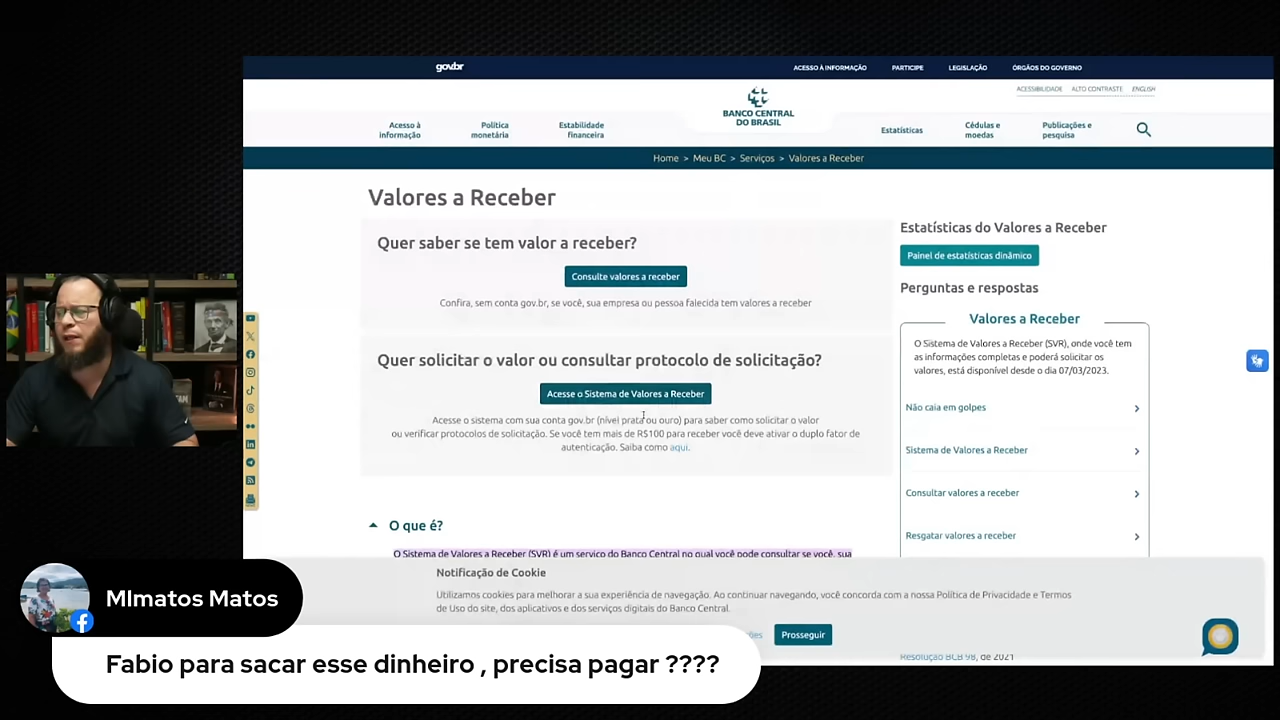 gov.br
ACESSO À INFORMAÇÃO
PARTICIPE
LEGISLAÇÃO
ÓRGÃOS DO GOVERNO
ACESSIBILIDADE
ALTO CONTRASTE
ENGLISH
BANCO CENTRAL
DO BRASIL
Acesso à
informação
Política
monetária
Estabilidade
financeira
Estatísticas
Cédulas e
moedas
Publicações e
pesquisa
Home > Meu BC > Serviços > Valores a Receber
Valores a Receber
Quer saber se tem valor a receber?
Consulte valores a receber
Confira, sem conta gov.br, se você, sua empresa ou pessoa falecida tem valores a receber
Quer solicitar o valor ou consultar protocolo de solicitação?
Acesse o Sistema de Valores a Receber
Acesse o sistema com sua conta gov.br (nível prata ou ouro) para saber como solicitar o valor
ou verificar protocolos de solicitação. Se você tem mais de R$100 para receber você deve ativar o duplo fator de
autenticação. Saiba como aqui.
O que é?
O Sistema de Valores a Receber (SVR) é um serviço do Banco Central no qual você pode consultar se você, sua
Estatísticas do Valores a Receber
Painel de estatísticas dinâmico
Perguntas e respostas
Valores a Receber
O Sistema de Valores a Receber (SVR), onde você tem
as informações completas e poderá solicitar os
valores, está disponível desde o dia 07/03/2023.
Não caia em golpes
Sistema de Valores a Receber
Consultar valores a receber
Resgatar valores a receber
Notificação de Cookie
Utilizamos cookies para melhorar a sua experiência de navegação. Ao continuar navegando, você concorda com a nossa Política de Privacidade e Termos
de Uso do site, dos aplicativos e dos serviços digitais do Banco Central.
Prosseguir
Resolução BCB 98, de 2021
MImatos Matos
Fabio para sacar esse dinheiro , precisa pagar ????